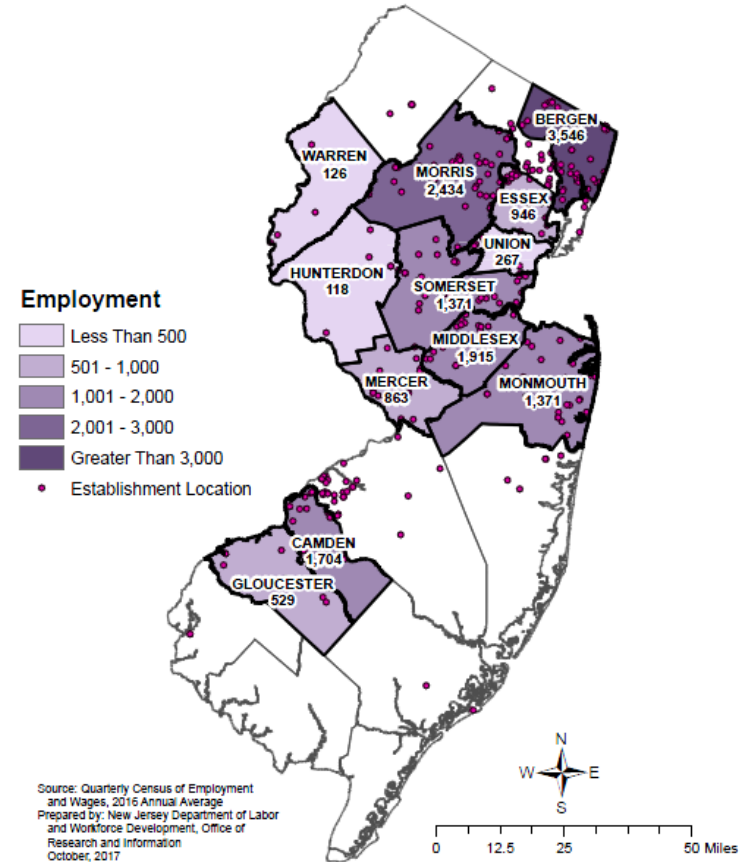 BERGEN
3,546
WARREN
126
MORRIS
2,434
ESSEX
946
UNION
267
HUNTERDON
118
SOMERSET
1,371
MIDDLESEX
1,915
MERCER
863
MONMOUTH
1,371
Employment
Less Than 500
501 - 1,000
1,001 - 2,000
2,001 - 3,000
Greater Than 3,000
Establishment Location
CAMDEN
1,704
GLOUCESTER
529
N
W E
S
Source: Quarterly Census of Employment
and Wages, 2016 Annual Average
Prepared by: New Jersey Department of Labor
and Workforce Development, Office of
Research and Information
October, 2017
0 12.5 25 50 Miles